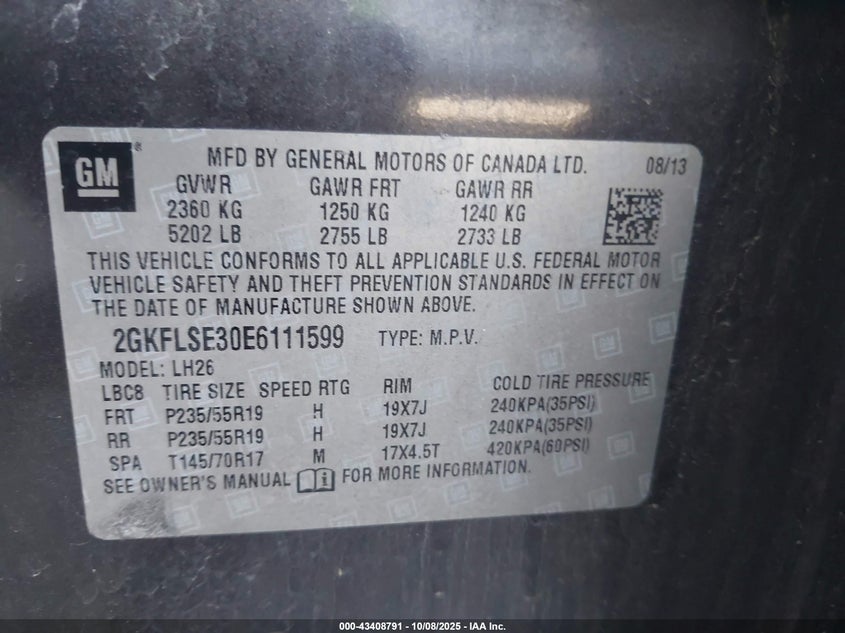 10/08/2025
GM
MFD BY GENERAL MOTORS OF CANADA LTD. 08/13
GVWR GAWR FRT GAWR RR
2360 KG 1250 KG 1240 KG
5202 LB 2755 LB 2733 LB
THIS VEHICLE CONFORMS TO ALL APPLICABLE U.S. FEDERAL MOTOR
VEHICLE SAFETY AND THEFT PREVENTION STANDARDS IN EFFECT ON
THE DATE OF MANUFACTURE SHOWN ABOVE.
2GKFLSE30E6111599 TYPE: M.P.V.
MODEL: LH26
LBC8 TIRE SIZE SPEED RTG RIM COLD TIRE PRESSURE
FRT P235/55R19 H 19X7J 240KPA(35PSI)
RR P235/55R19 H 19X7J 240KPA(35PSI)
SPA T145/70R17 M 17X4.5T 420KPA(60PSI)
SEE OWNER'S MANUAL i FOR MORE INFORMATION.
000-43408791 - 10/08/2025 - IAA Inc.